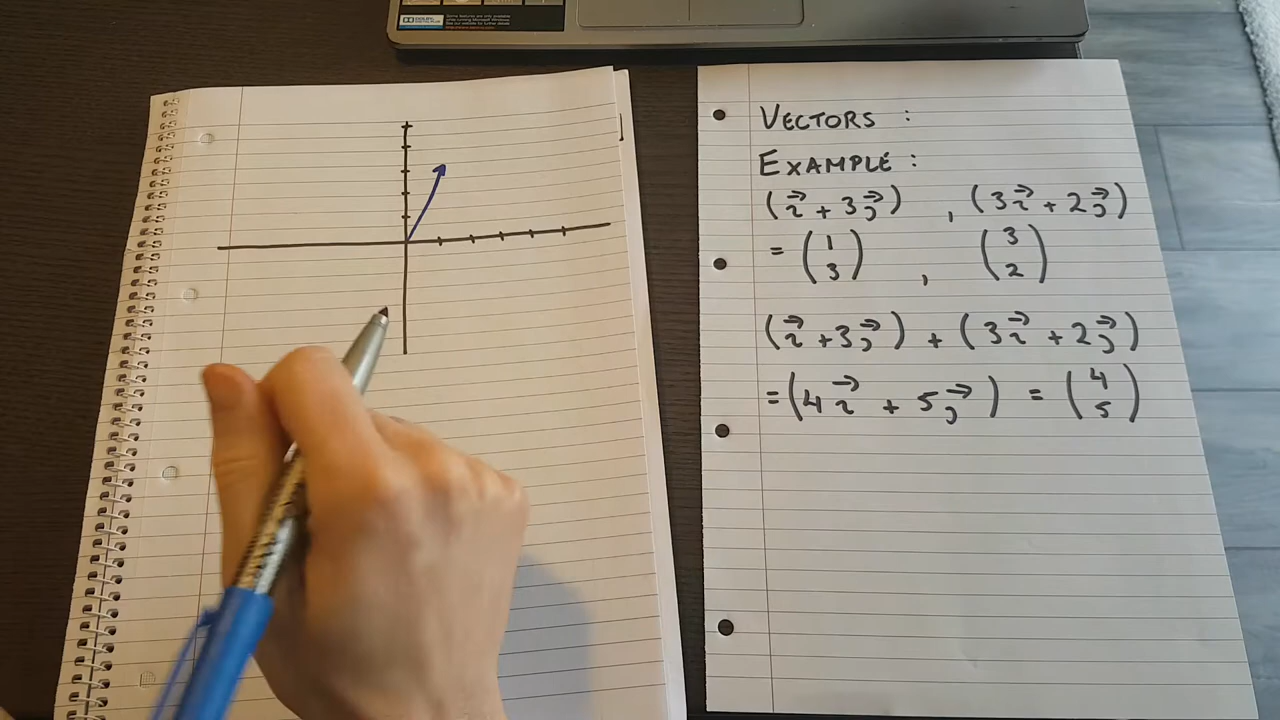 VECTORS :
EXAMPLE :
(i⃗ + 3j⃗) , (3i⃗ + 2j⃗)
= (1 3) , (3 2)
(i⃗ + 3j⃗) + (3i⃗ + 2j⃗)
= (4i⃗ + 5j⃗) = (4 5)